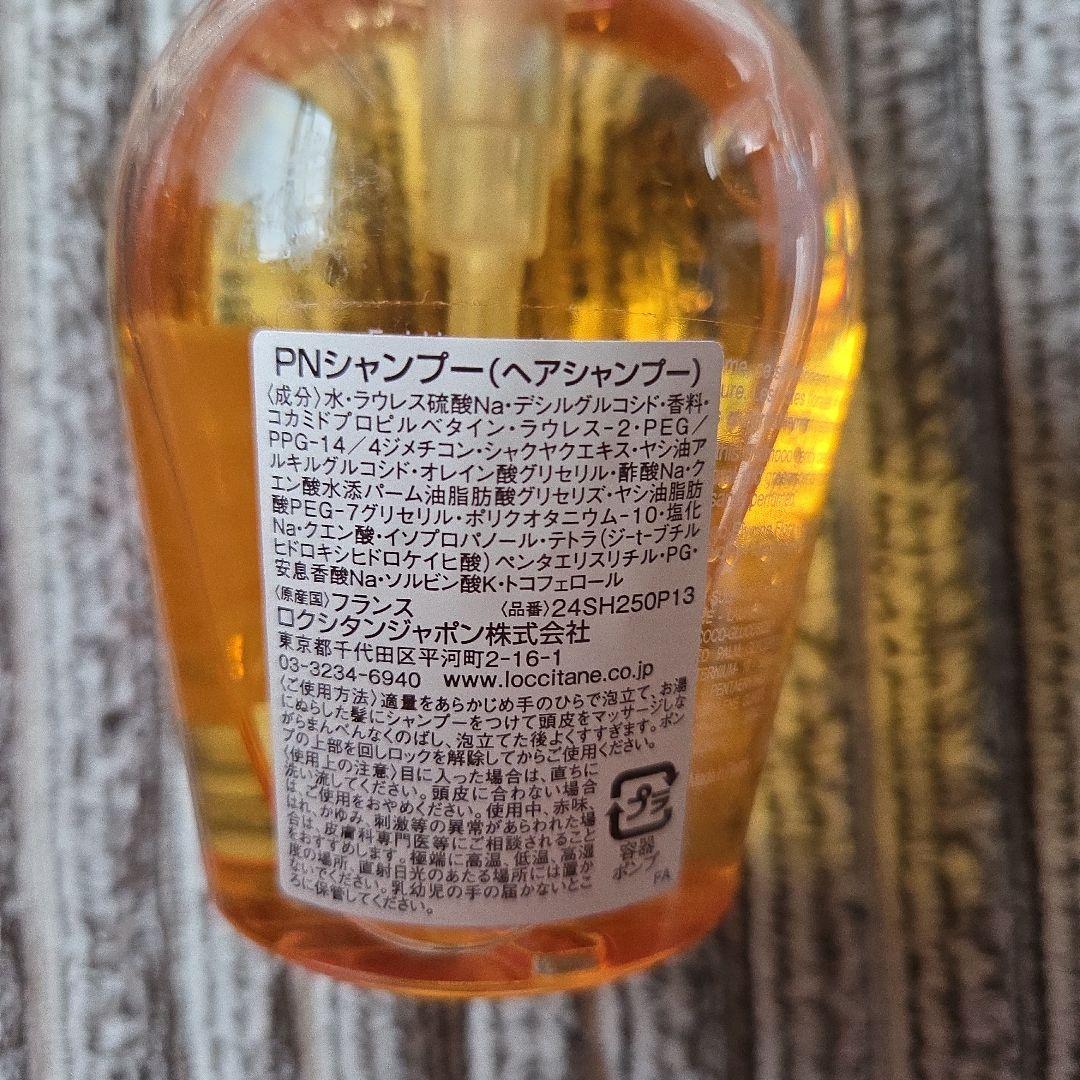 PNシャンプー(ヘアシャンプー)
〈成分〉水・ラウレス硫酸Na・デシルグルコシド・香料・
コカミドプロピルベタイン・ラウレス-2・PEG/
PPG-14/4ジメチコン・シャクヤクエキス・ヤシ油ア
ルキルグルコシド・オレイン酸グリセリル・酢酸Na・ク
エン酸水添パーム油脂肪酸グリセリズ・ヤシ油脂肪
酸PEG-7グリセリル・ポリクオタニウム-10・塩化
Na・クエン酸・イソプロパノール・テトラ(ジ-t-ブチル
ヒドロキシヒドロケイヒ酸)ペンタエリスリチル・PG・
安息香酸Na・ソルビン酸K・トコフェロール
〈原産国〉フランス 〈品番〉24SH250P13
ロクシタンジャポン株式会社
東京都千代田区平河町2-16-1
03-3234-6940 www.loccitane.co.jp
〈ご使用方法〉適量をあらかじめ手のひらで泡立て、お湯
にぬらした髪にシャンプーをつけて頭皮をマッサージしな
がらまんべんなくのばし、泡立てた後よくすすぎます。ポン
プの上部を回しロックを解除してからご使用ください。
〈使用上の注意〉目に入った場合は、直ちに
洗い流してください。頭皮に合わない場合
は、ご使用をおやめください。使用中、赤味、
はれ、かゆみ、刺激等の異常があらわれた場
合は、皮膚科専門医等にご相談されること
をおすすめします。極端に高温、低温、高湿
度の場所、直射日光のあたる場所には置か
ないでください。乳幼児の手の届かないとこ
ろに保管してください。
プラ
容器
ポンプ
FA